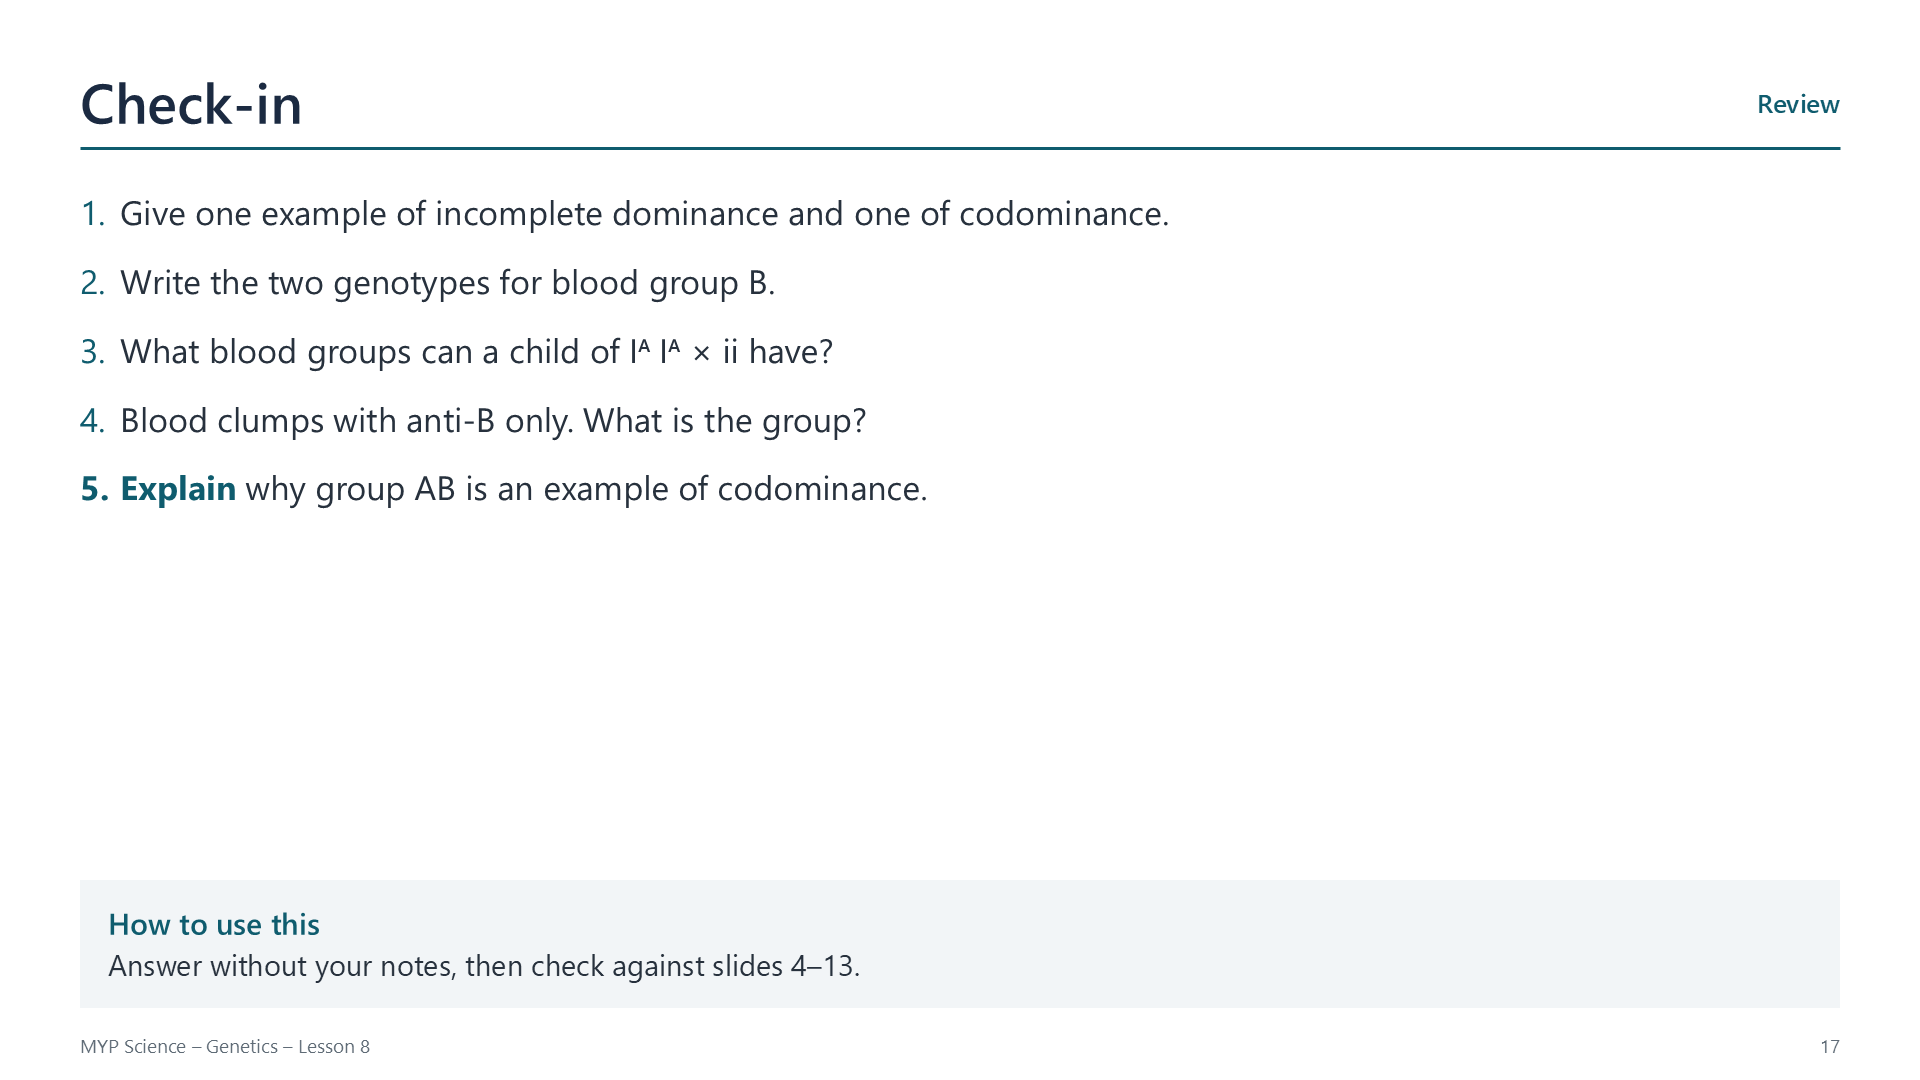 Check-in
Review
1. Give one example of incomplete dominance and one of codominance.
2. Write the two genotypes for blood group B.
3. What blood groups can a child of Iᴬ Iᴬ × ii have?
4. Blood clumps with anti-B only. What is the group?
5. Explain why group AB is an example of codominance.
How to use this
Answer without your notes, then check against slides 4–13.
MYP Science – Genetics – Lesson 8
17